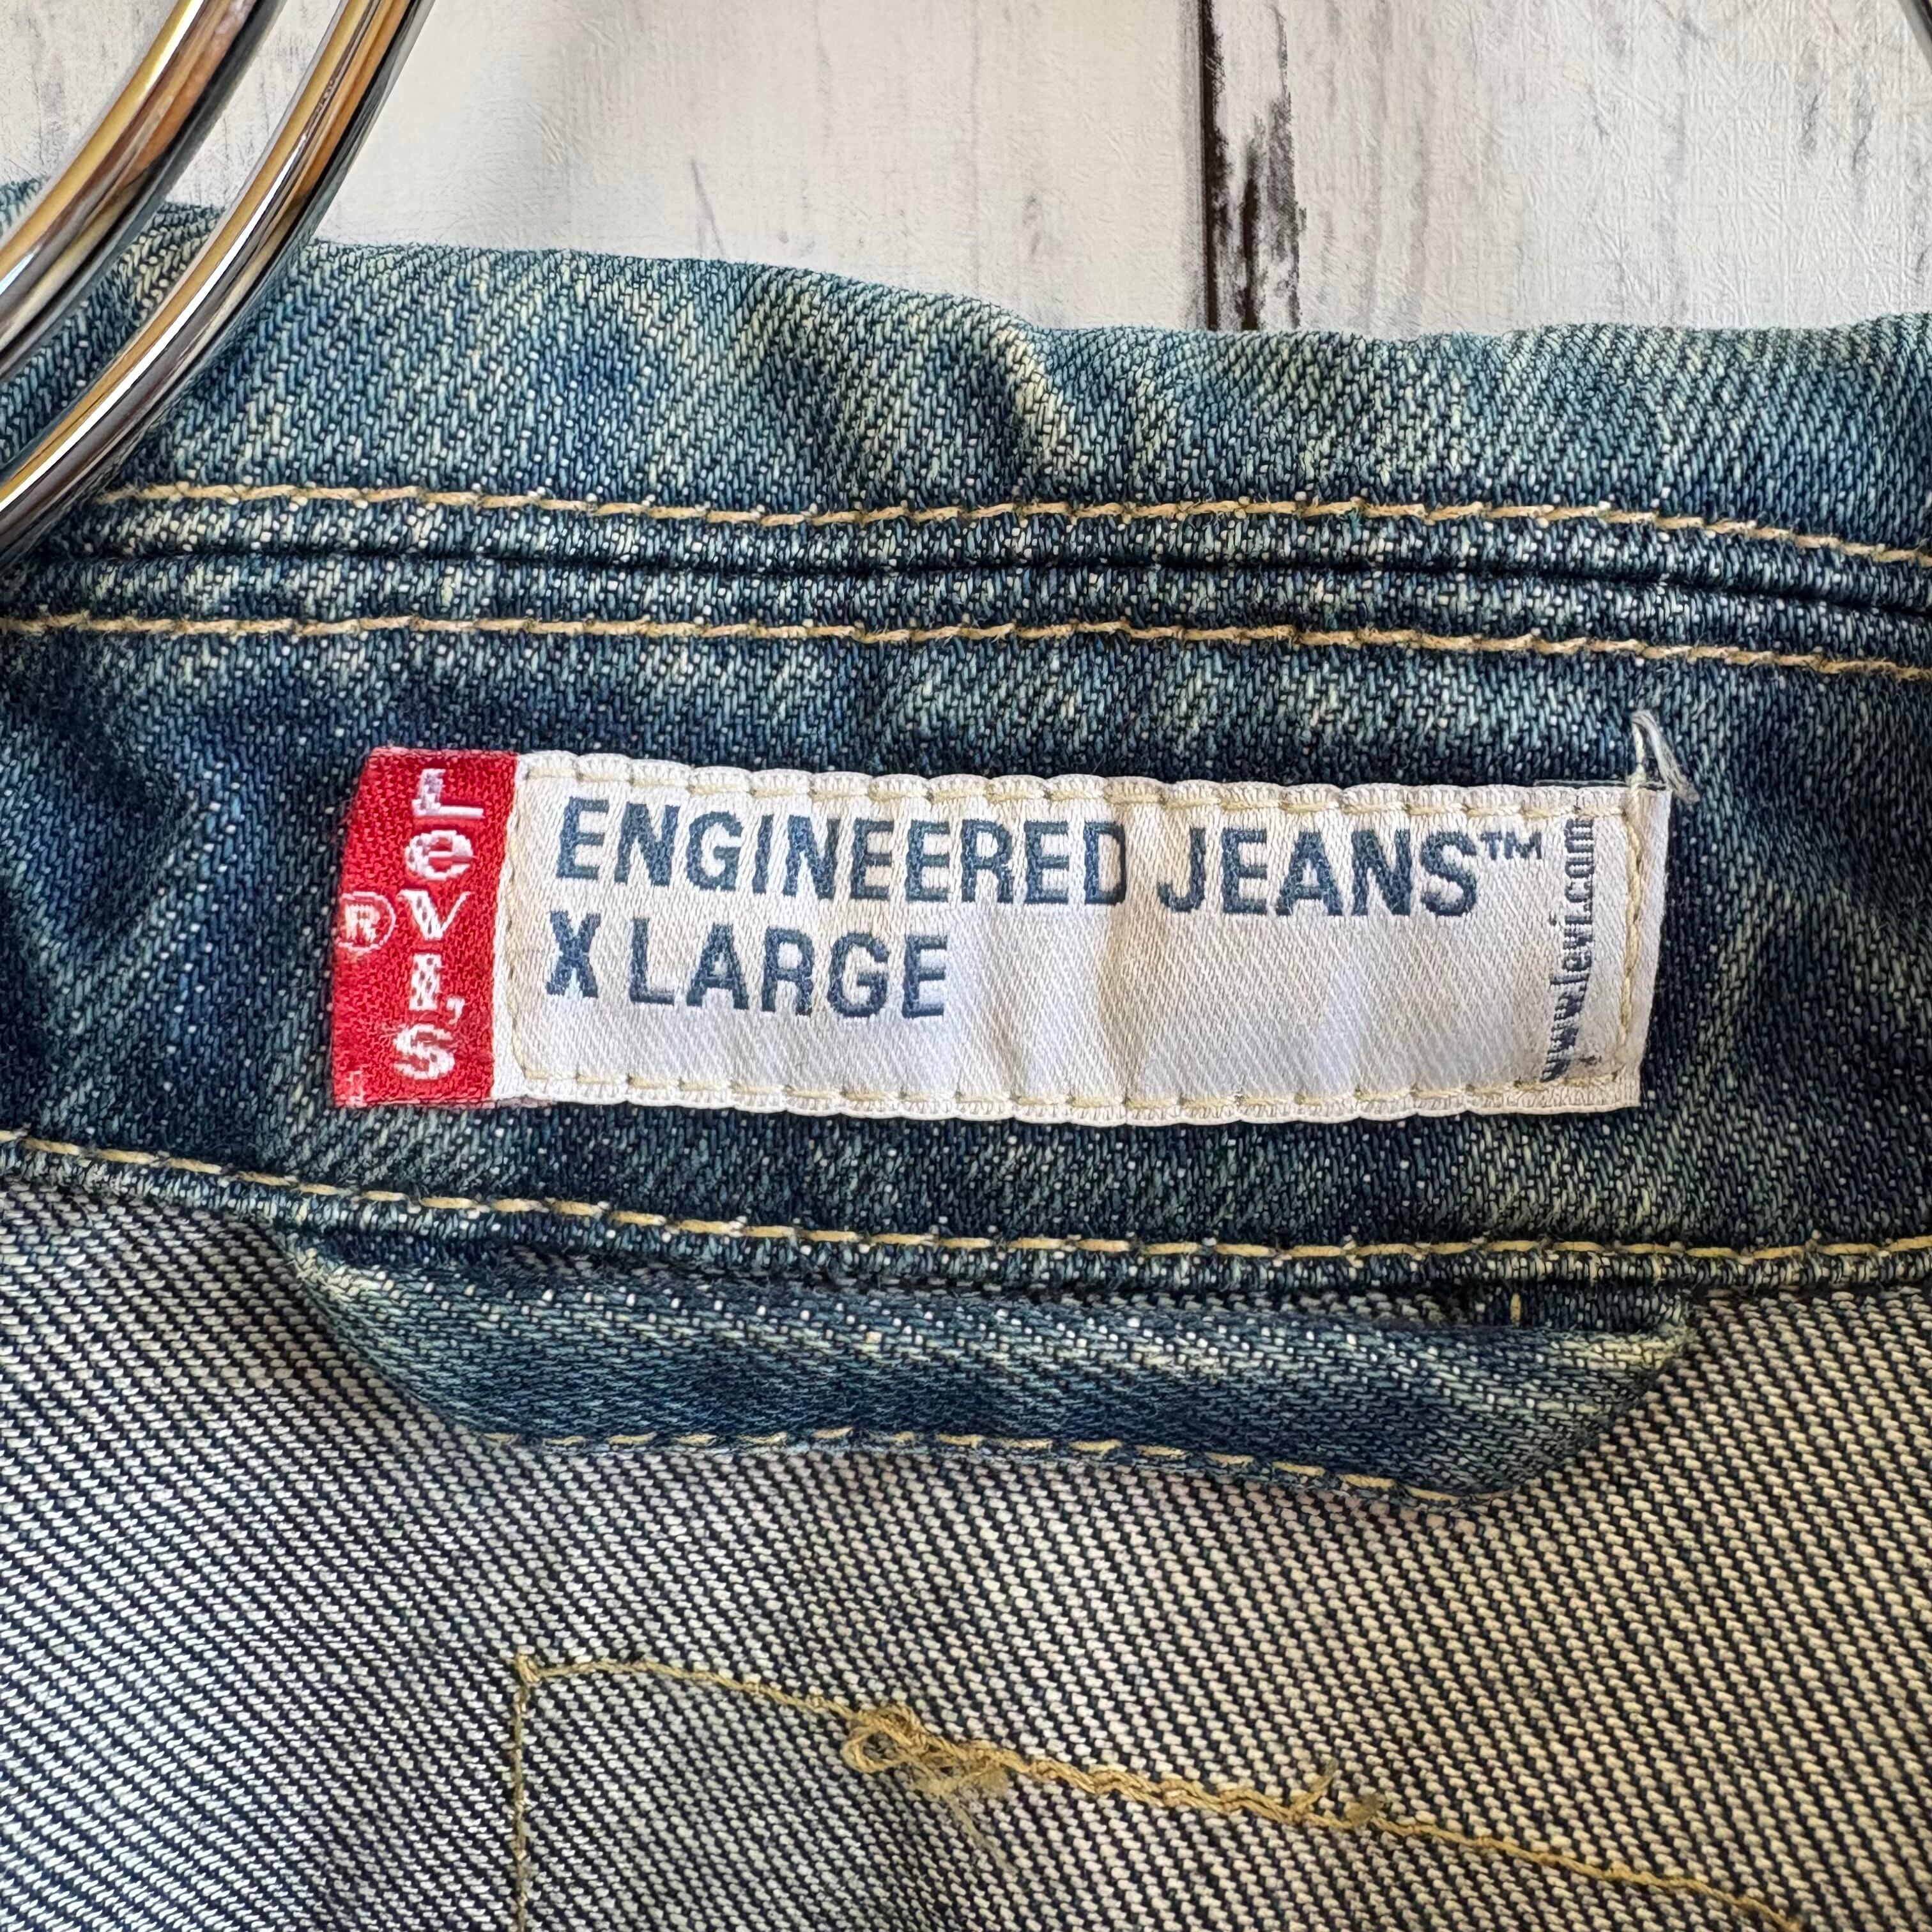 LEVI'S
®
ENGINEERED JEANS™
X LARGE
www.levi.com